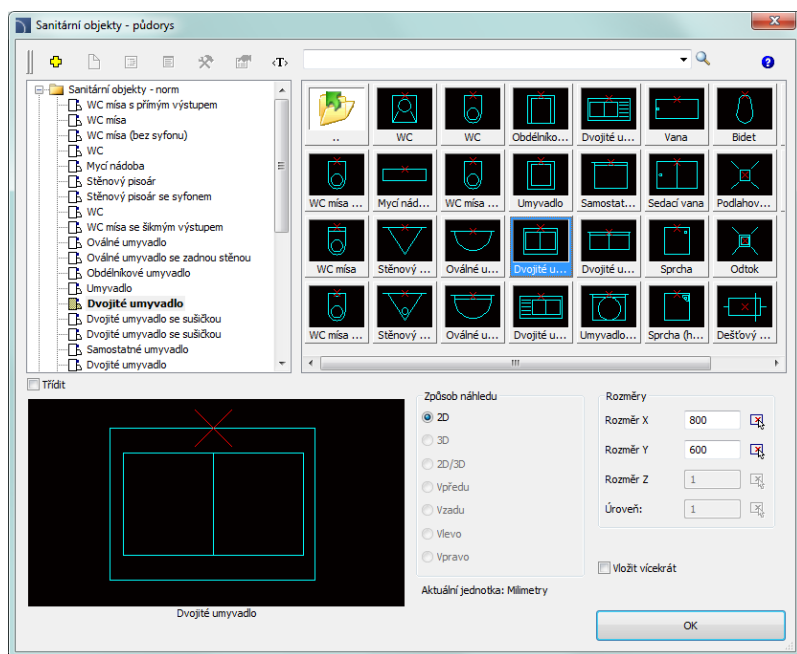 Sanitární objekty - půdorys
‹T›
Sanitární objekty - norm
WC mísa s přímým výstupem
WC mísa
WC mísa (bez syfonu)
WC
Mycí nádoba
Stěnový pisoár
Stěnový pisoár se syfonem
WC
WC mísa se šikmým výstupem
Oválné umyvadlo
Oválné umyvadlo se zadnou stěnou
Obdélníkové umyvadlo
Umyvadlo
Dvojité umyvadlo
Dvojité umyvadlo se sušičkou
Dvojité umyvadlo se sušičkou
Samostatné umyvadlo
Dvojité umyvadlo
.. WC WC Obdélníko... Dvojité u... Vana Bidet
WC mísa ... Mycí nád... WC mísa ... Umyvadlo Samostat... Sedací vana Podlahov...
WC mísa Stěnový ... Oválné u... Dvojité u... Dvojité u... Sprcha Odtok
WC mísa ... Stěnový ... Oválné u... Dvojité u... Umyvadlo... Sprcha (h... Dešťový ...
Třídit
Dvojité umyvadlo
Způsob náhledu
2D
3D
2D/3D
Vpředu
Vzadu
Vlevo
Vpravo
Aktuální jednotka: Milimetry
Rozměry
Rozměr X 800
Rozměr Y 600
Rozměr Z 1
Úroveň: 1
Vložit vícekrát
OK